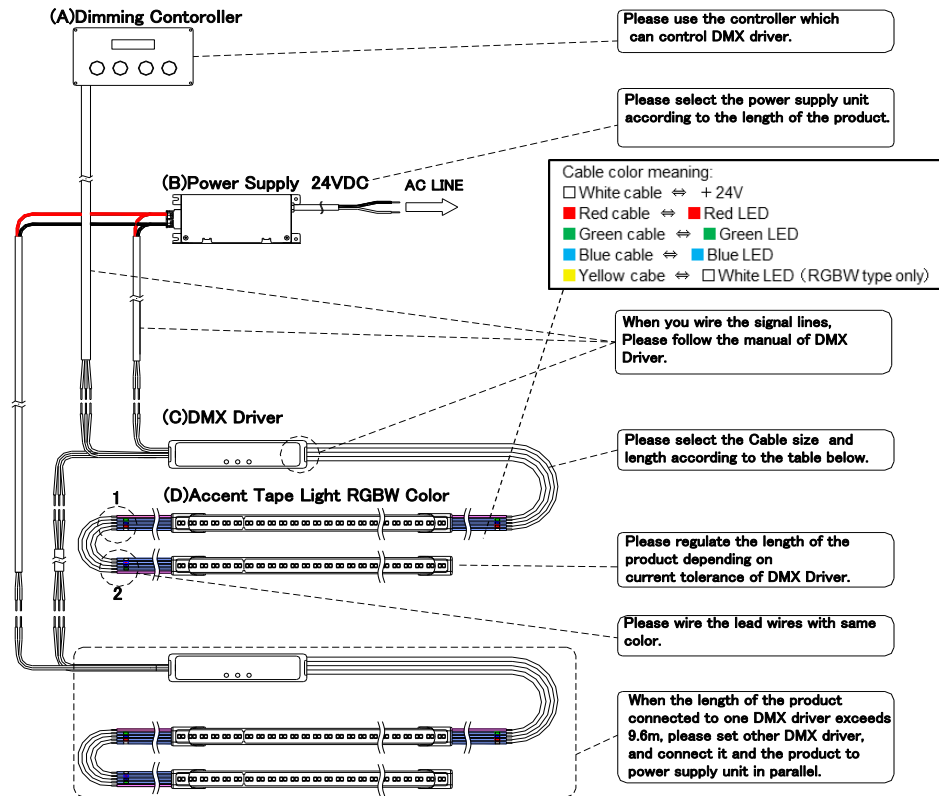 (A)Dimming Contoroller
Please use the controller which
can control DMX driver.
Please select the power supply unit
according to the length of the product.
(B)Power Supply 24VDC
AC LINE
Cable color meaning:
□ White cable ⇔ +24V
■ Red cable ⇔ ■ Red LED
■ Green cable ⇔ ■ Green LED
■ Blue cable ⇔ ■ Blue LED
■ Yellow cabe ⇔ □ White LED (RGBW type only)
When you wire the signal lines,
Please follow the manual of DMX
Driver.
(C)DMX Driver
Please select the Cable size and
length according to the table below.
(D)Accent Tape Light RGBW Color
1
2
Please regulate the length of the
product depending on
current tolerance of DMX Driver.
Please wire the lead wires with same
color.
When the length of the product
connected to one DMX driver exceeds
9.6m, please set other DMX driver,
and connect it and the product to
power supply unit in parallel.